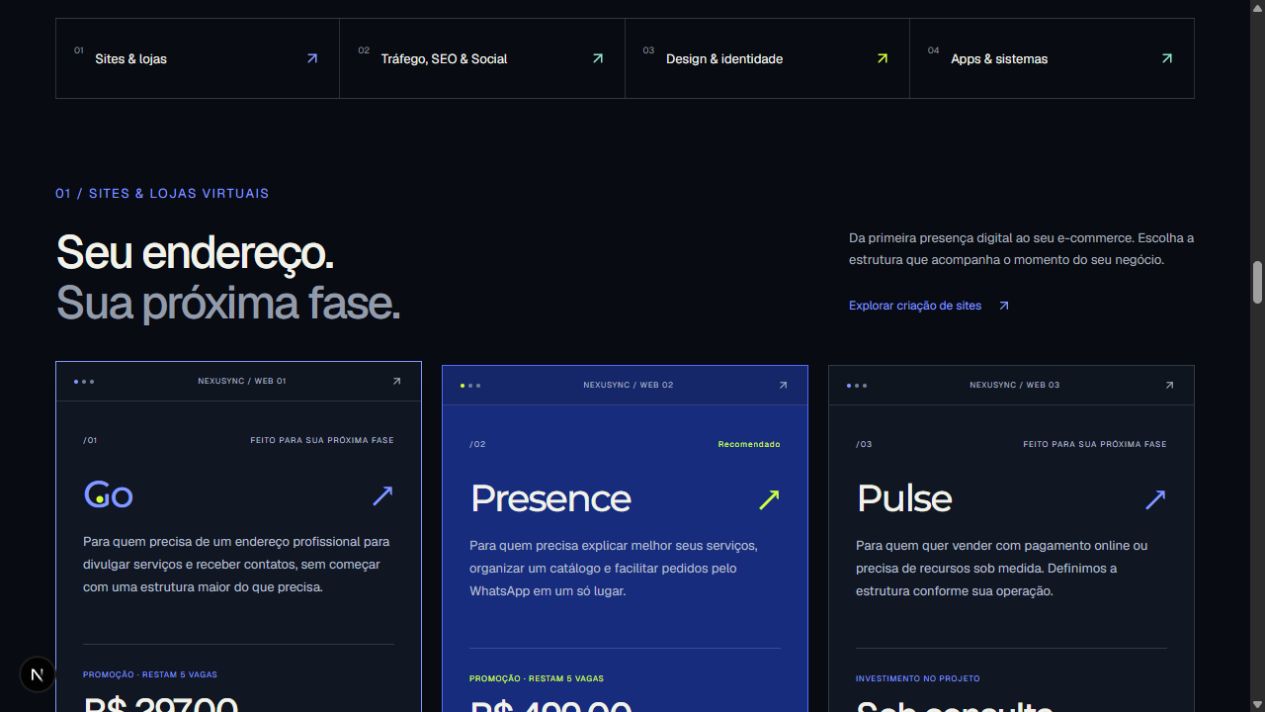 01 Sites & lojas
02 Tráfego, SEO & Social
03 Design & identidade
04 Apps & sistemas
01 / SITES & LOJAS VIRTUAIS
Seu endereço.
Sua próxima fase.
Da primeira presença digital ao seu e-commerce. Escolha a
estrutura que acompanha o momento do seu negócio.
Explorar criação de sites
NEXUSYNC / WEB 01
/01
FEITO PARA SUA PRÓXIMA FASE
Go
Para quem precisa de um endereço profissional para
divulgar serviços e receber contatos, sem começar
com uma estrutura maior do que precisa.
PROMOÇÃO · RESTAM 5 VAGAS
R$ 397,00
NEXUSYNC / WEB 02
/02
Recomendado
Presence
Para quem precisa explicar melhor seus serviços,
organizar um catálogo e facilitar pedidos pelo
WhatsApp em um só lugar.
PROMOÇÃO · RESTAM 5 VAGAS
R$ 499,00
NEXUSYNC / WEB 03
/03
FEITO PARA SUA PRÓXIMA FASE
Pulse
Para quem quer vender com pagamento online ou
precisa de recursos sob medida. Definimos a
estrutura conforme sua operação.
INVESTIMENTO NO PROJETO
Sob consulta
N